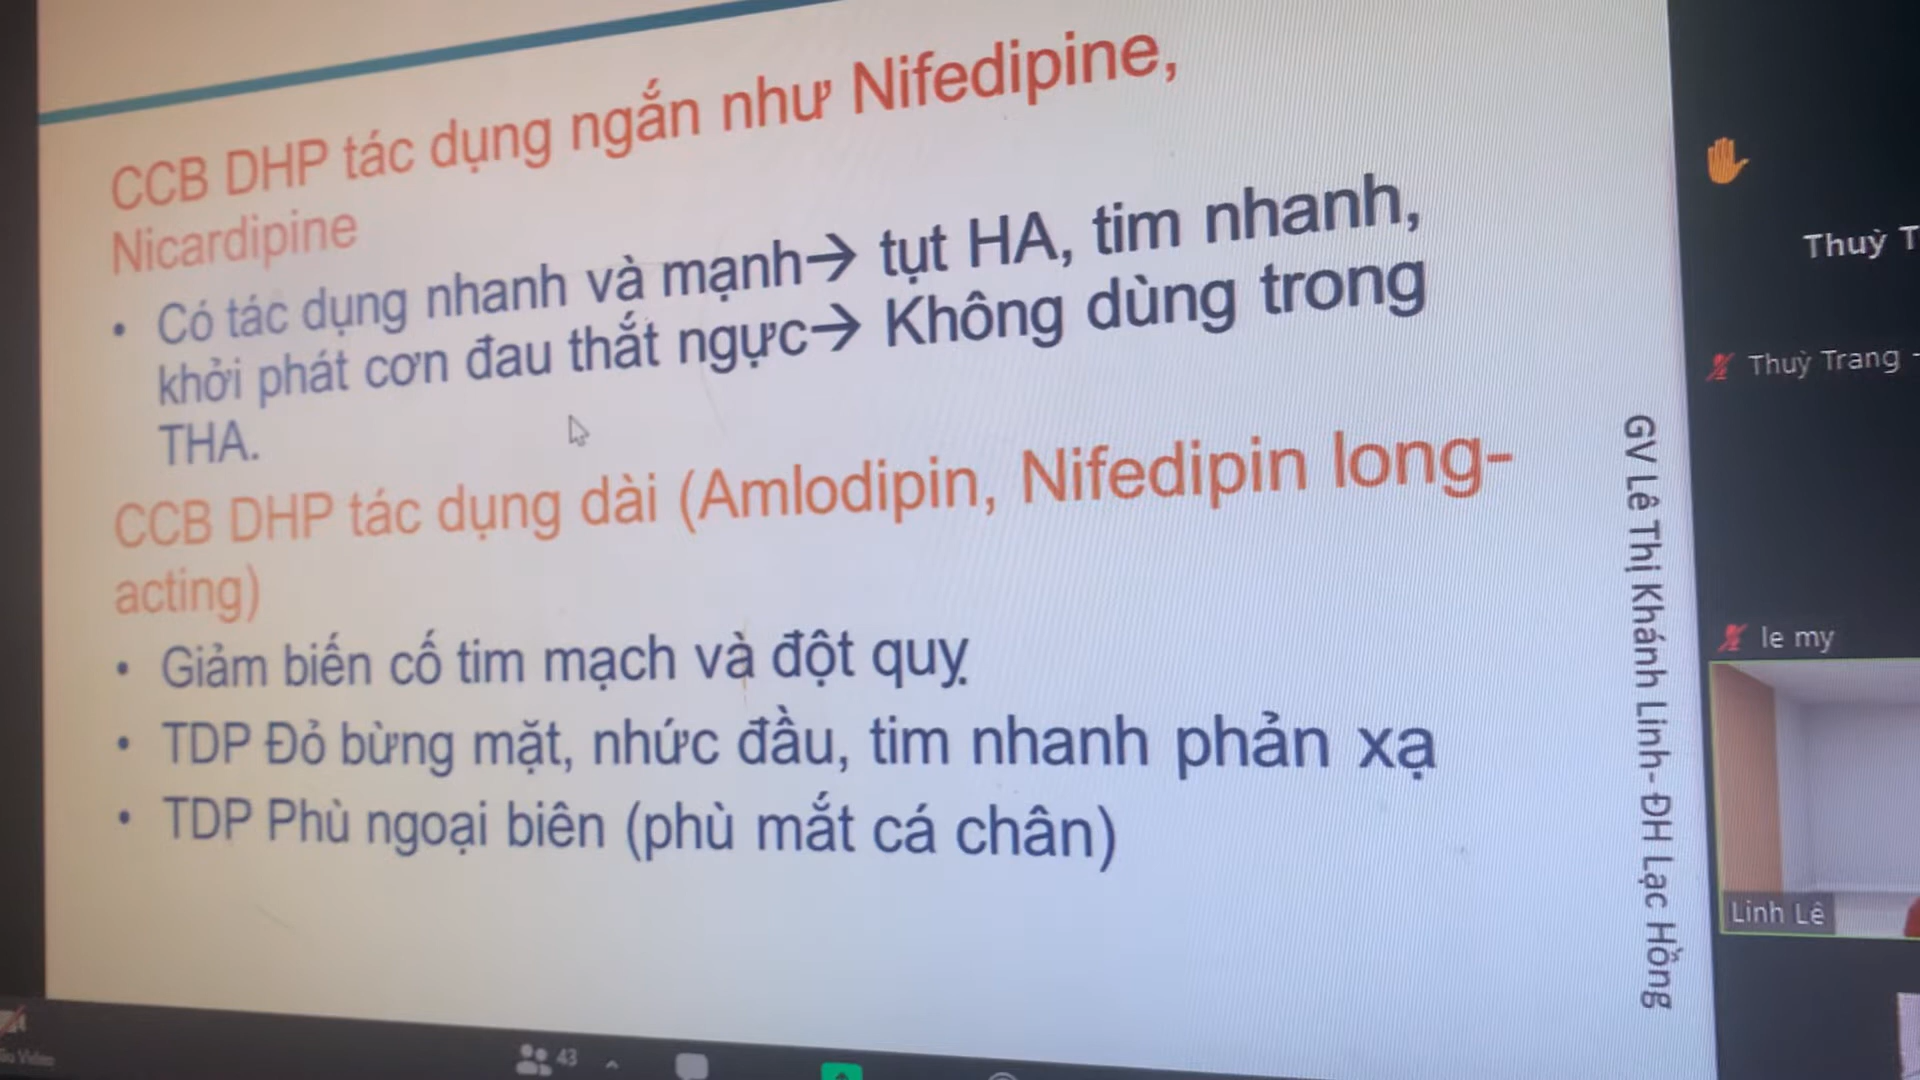 CCB DHP tác dụng ngắn như Nifedipine,
Nicardipine
• Có tác dụng nhanh và mạnh→ tụt HA, tim nhanh,
khởi phát cơn đau thắt ngực→ Không dùng trong
THA.
CCB DHP tác dụng dài (Amlodipin, Nifedipin long-
acting)
• Giảm biến cố tim mạch và đột quỵ.
• TDP Đỏ bừng mặt, nhức đầu, tim nhanh phản xạ
• TDP Phù ngoại biên (phù mắt cá chân)
GV Lê Thị Khánh Linh-ĐH Lạc Hồng
Thuỳ T
Thuỳ Trang -
le my
Linh Lê
Video
43